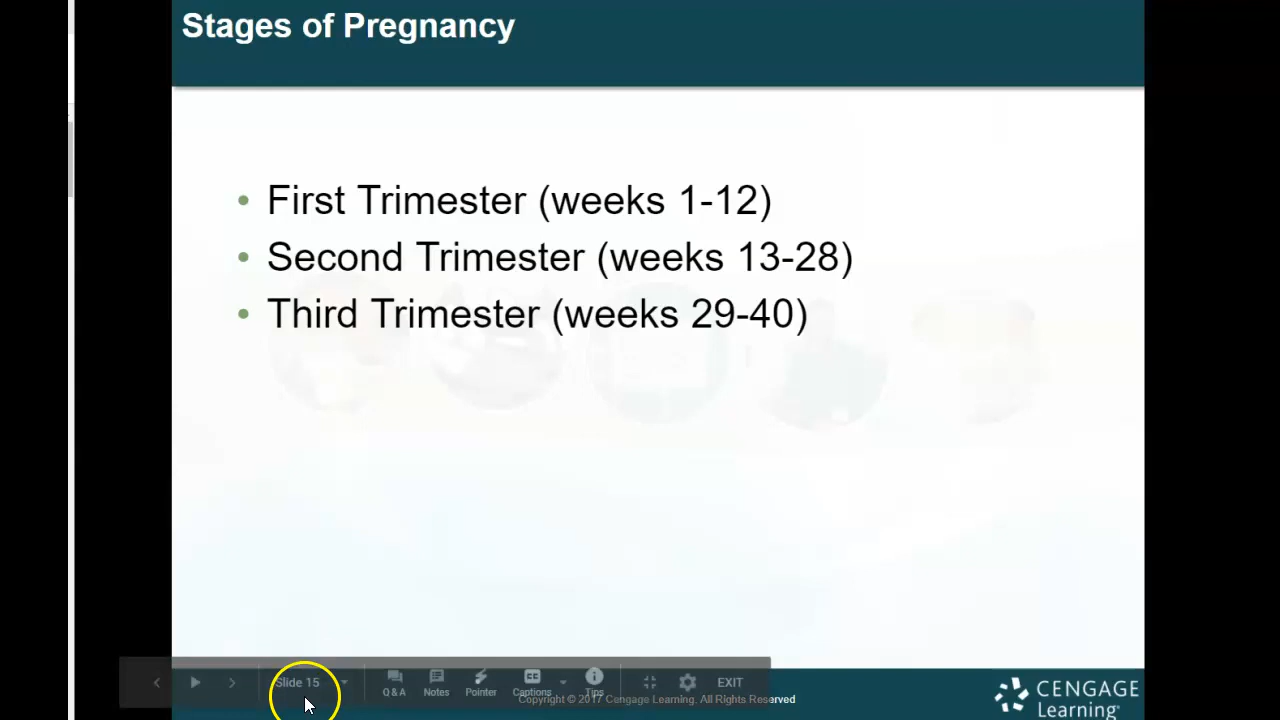 Stages of Pregnancy
• First Trimester (weeks 1-12)
• Second Trimester (weeks 13-28)
• Third Trimester (weeks 29-40)
Slide 15
Q & A
Notes
Pointer
Captions
Tips
EXIT
Copyright © 2017 Cengage Learning. All Rights Reserved
CENGAGE
Learning